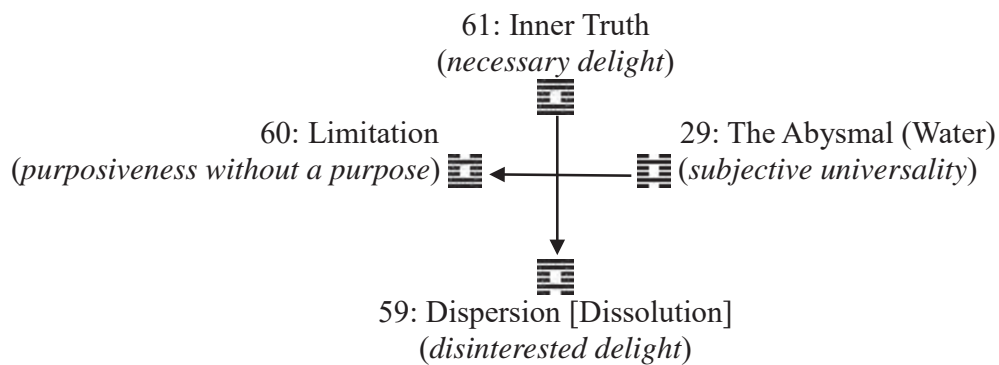 61: Inner Truth
(necessary delight)
60: Limitation
(purposiveness without a purpose)
29: The Abysmal (Water)
(subjective universality)
59: Dispersion [Dissolution]
(disinterested delight)